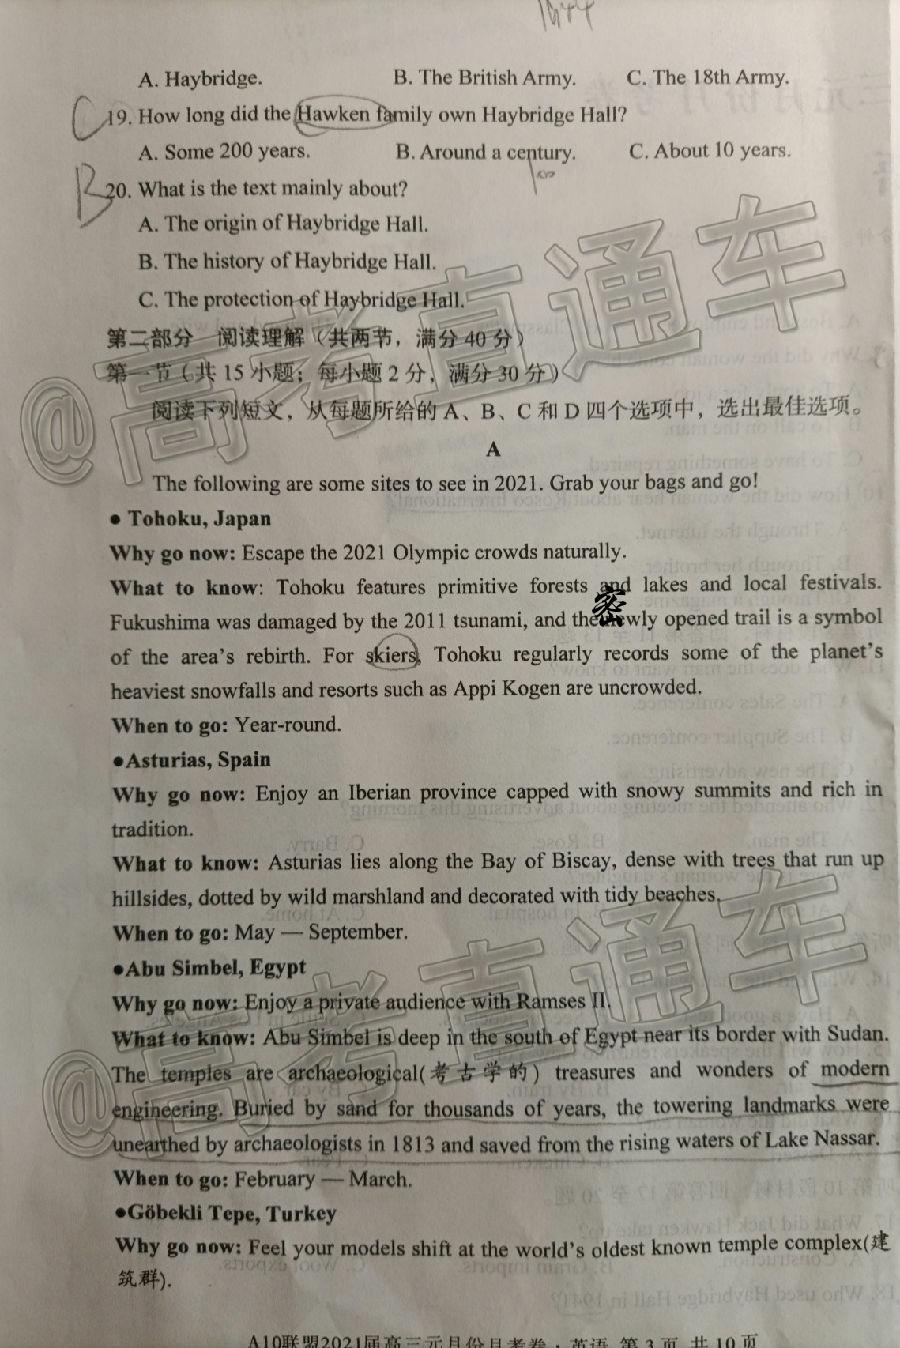 1944
A. Haybridge. B. The British Army. C. The 18th Army.
C 19. How long did the Hawken family own Haybridge Hall?
A. Some 200 years. B. Around a century. C. About 10 years.
B 20. What is the text mainly about?
A. The origin of Haybridge Hall.
B. The history of Haybridge Hall.
C. The protection of Haybridge Hall.
第二部分 阅读理解（共两节，满分 40 分）
第一节（共 15 小题；每小题 2 分，满分 30 分）
阅读下列短文，从每题所给的 A、B、C 和 D 四个选项中，选出最佳选项。
@高考直通车
A
The following are some sites to see in 2021. Grab your bags and go!
● Tohoku, Japan
Why go now: Escape the 2021 Olympic crowds naturally.
What to know: Tohoku features primitive forests and lakes and local festivals.
密
Fukushima was damaged by the 2011 tsunami, and the newly opened trail is a symbol
of the area's rebirth. For skiers, Tohoku regularly records some of the planet's
heaviest snowfalls and resorts such as Appi Kogen are uncrowded.
When to go: Year-round.
●Asturias, Spain
Why go now: Enjoy an Iberian province capped with snowy summits and rich in
tradition.
What to know: Asturias lies along the Bay of Biscay, dense with trees that run up
hillsides, dotted by wild marshland and decorated with tidy beaches.
When to go: May — September.
●Abu Simbel, Egypt
Why go now: Enjoy a private audience with Ramses II.
What to know: Abu Simbel is deep in the south of Egypt near its border with Sudan.
The temples are archaeological(考古学的) treasures and wonders of modern
engineering. Buried by sand for thousands of years, the towering landmarks were
unearthed by archaeologists in 1813 and saved from the rising waters of Lake Nassar.
@高考直通车
When to go: February — March.
●Göbekli Tepe, Turkey
Why go now: Feel your models shift at the world's oldest known temple complex(建
筑群).
A10联盟2021届高三元月份月考卷·英语 第 3 页 共 10 页